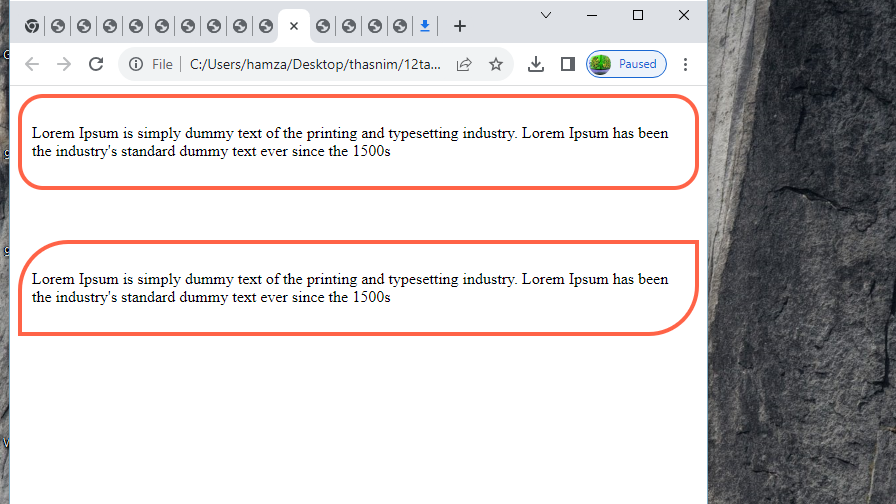 File
C:/Users/hamza/Desktop/thasnim/12ta...
Paused
Lorem Ipsum is simply dummy text of the printing and typesetting industry. Lorem Ipsum has been
the industry's standard dummy text ever since the 1500s
Lorem Ipsum is simply dummy text of the printing and typesetting industry. Lorem Ipsum has been
the industry's standard dummy text ever since the 1500s